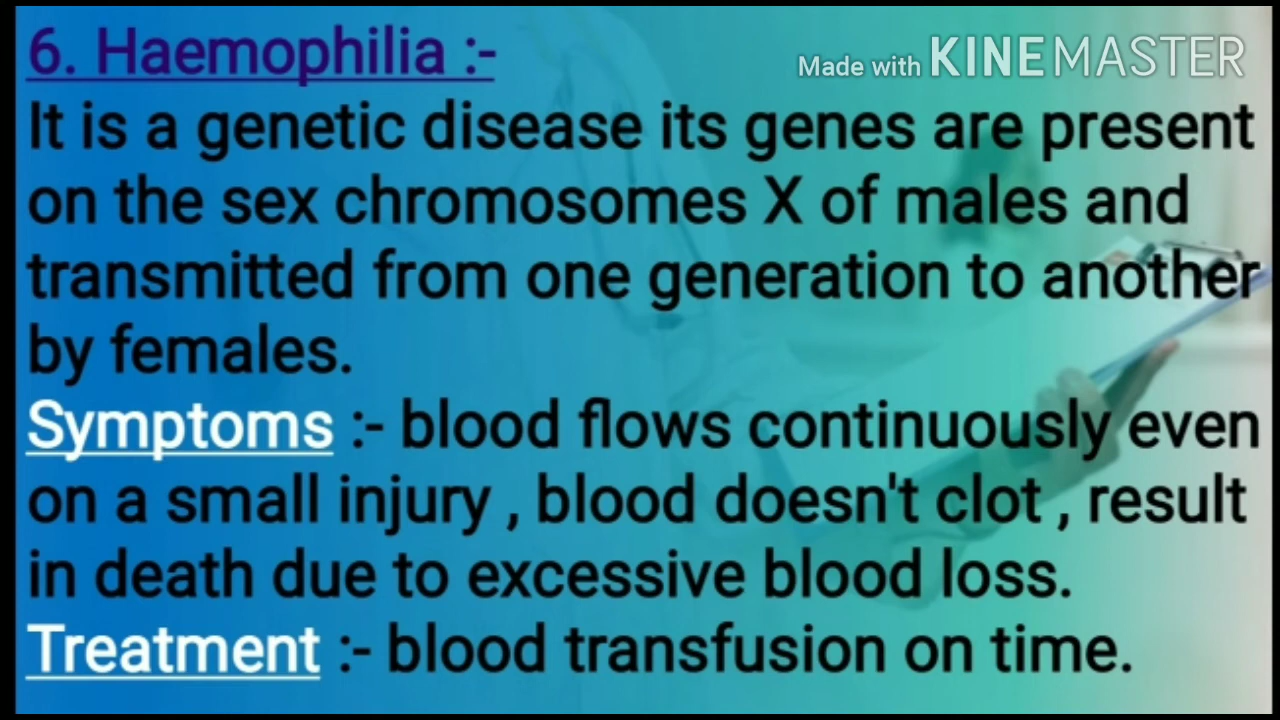 6. Haemophilia :-
Made with KINEMASTER
It is a genetic disease its genes are present
on the sex chromosomes X of males and
transmitted from one generation to another
by females.
Symptoms :- blood flows continuously even
on a small injury , blood doesn't clot , result
in death due to excessive blood loss.
Treatment :- blood transfusion on time.